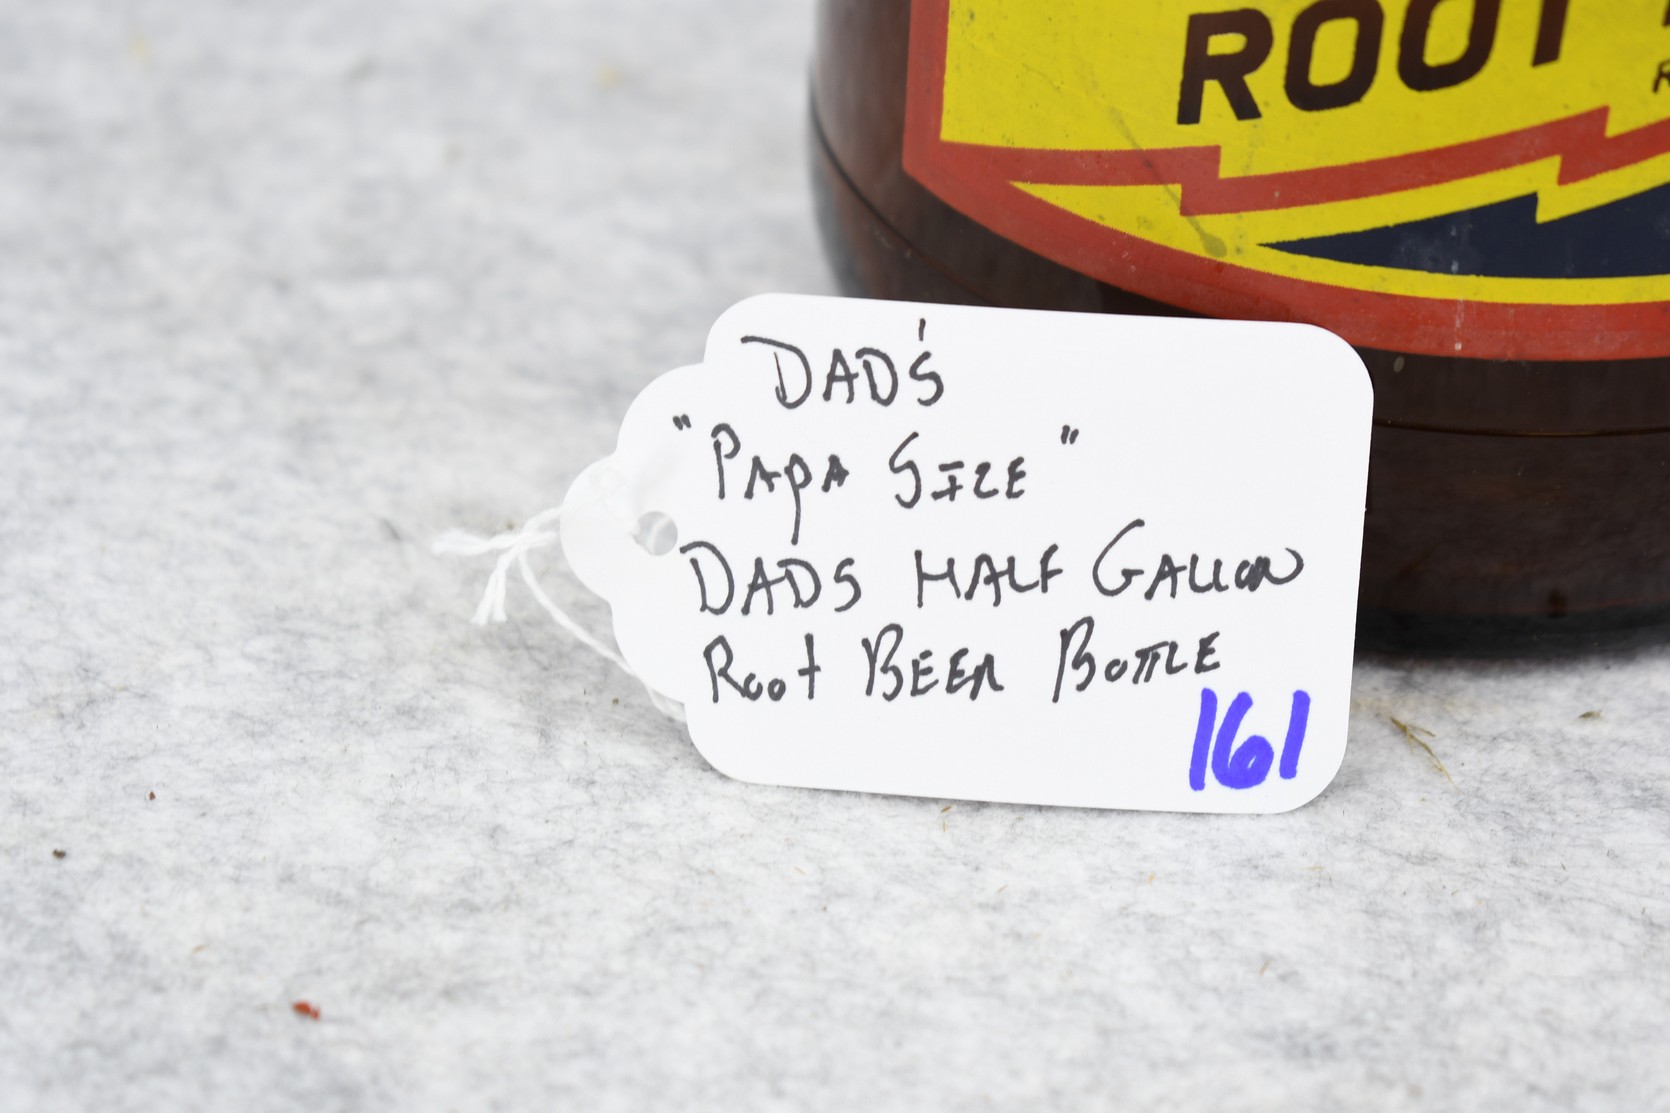 ROOT
R
DAD'S
"PAPA SIZE"
DADS HALF GALLON
ROOT BEER BOTTLE
161